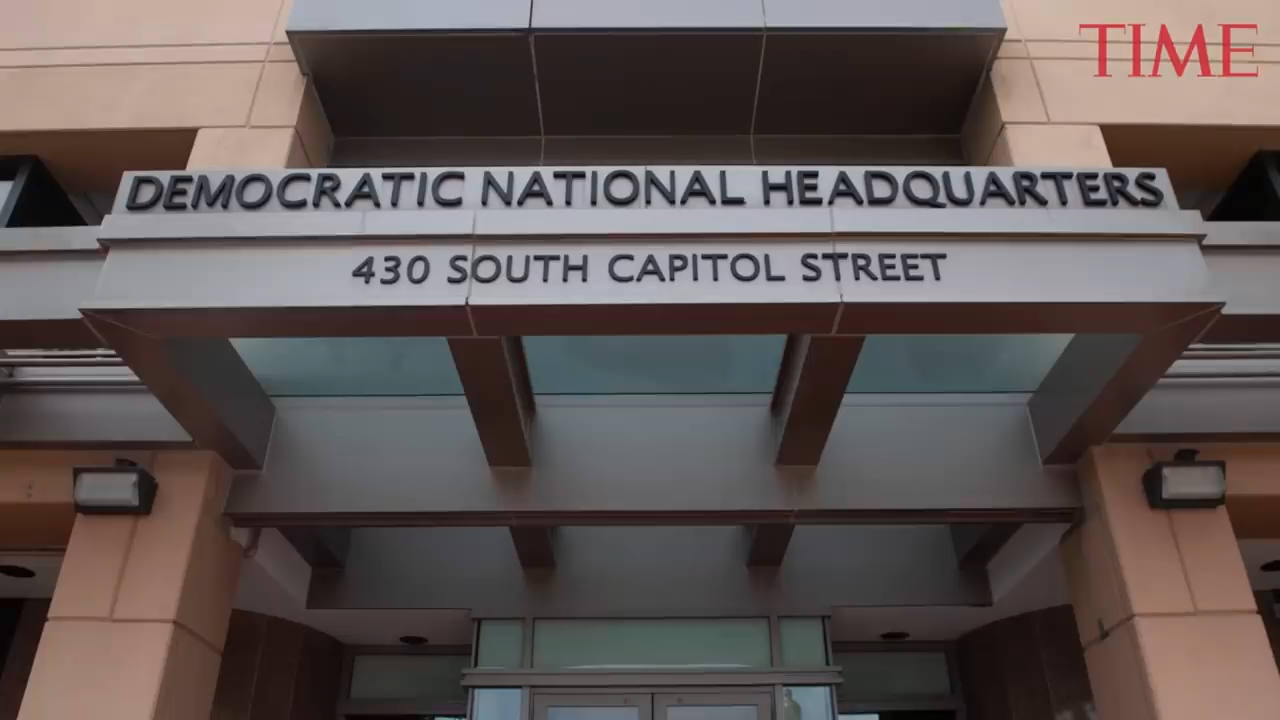 TIME
DEMOCRATIC NATIONAL HEADQUARTERS
430 SOUTH CAPITOL STREET